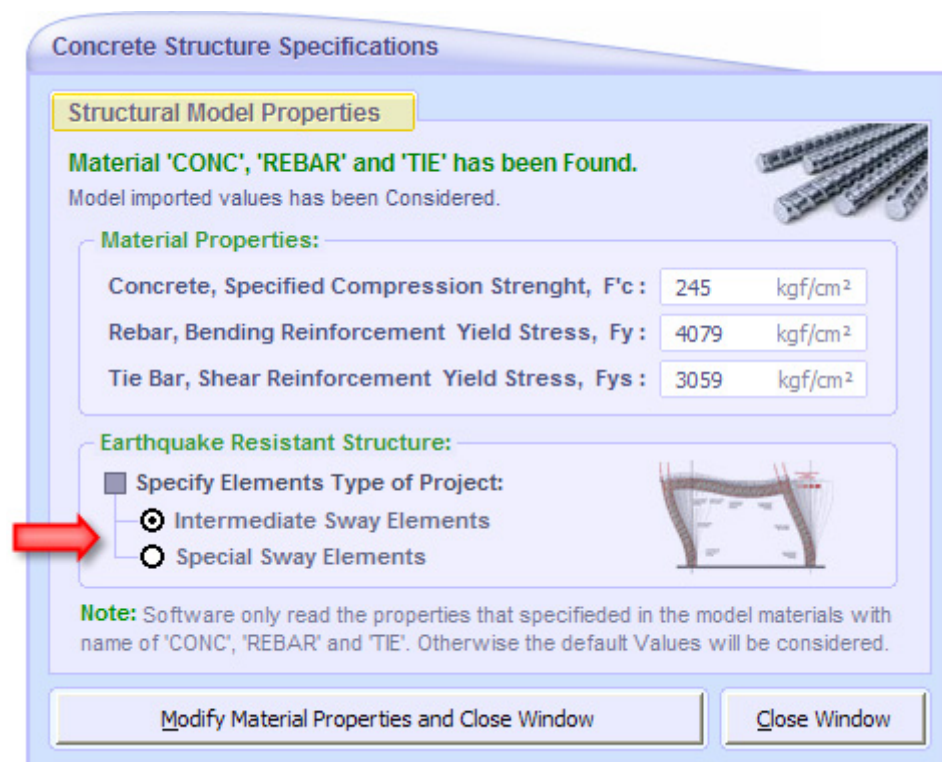 Concrete Structure Specifications
Structural Model Properties
Material 'CONC', 'REBAR' and 'TIE' has been Found.
Model imported values has been Considered.
Material Properties:
Concrete, Specified Compression Strenght, F'c : 245 kgf/cm²
Rebar, Bending Reinforcement Yield Stress, Fy : 4079 kgf/cm²
Tie Bar, Shear Reinforcement Yield Stress, Fys : 3059 kgf/cm²
Earthquake Resistant Structure:
Specify Elements Type of Project:
Intermediate Sway Elements
Special Sway Elements
Note: Software only read the properties that specifieded in the model materials with
name of 'CONC', 'REBAR' and 'TIE'. Otherwise the default Values will be considered.
Modify Material Properties and Close Window Close Window